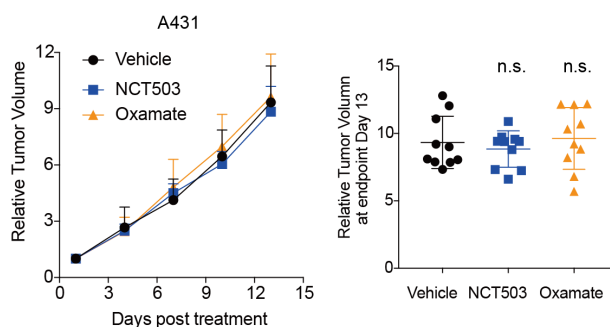 A431
Relative Tumor Volume
12
9
6
3
0
0
3
6
9
12
15
Days post treatment
Vehicle
NCT503
Oxamate
Relative Tumor Volumn
at endpoint Day 13
15
10
5
0
n.s.
n.s.
Vehicle
NCT503
Oxamate